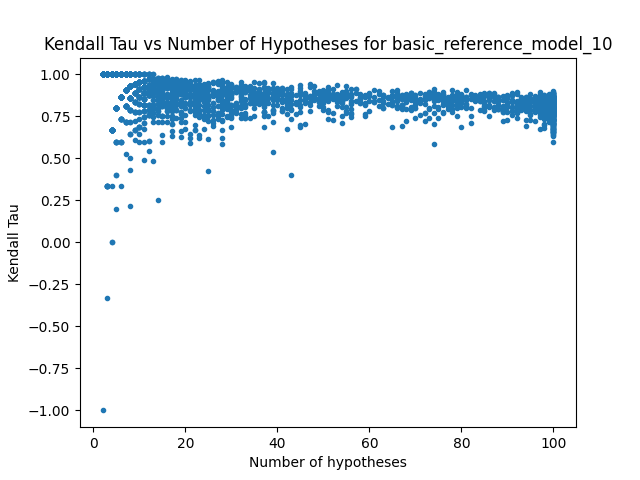 Kendall Tau vs Number of Hypotheses for basic_reference_model_10
1.00
0.75
0.50
0.25
0.00
−0.25
−0.50
−0.75
−1.00
Kendall Tau
0 20 40 60 80 100
Number of hypotheses